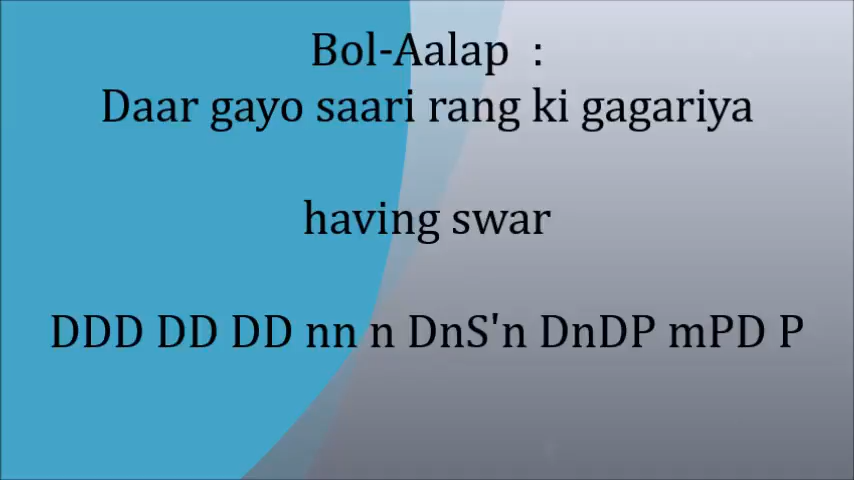 Bol-Aalap :
Daar gayo saari rang ki gagariya
having swar
DDD DD DD nn n DnS'n DnDP mPD P